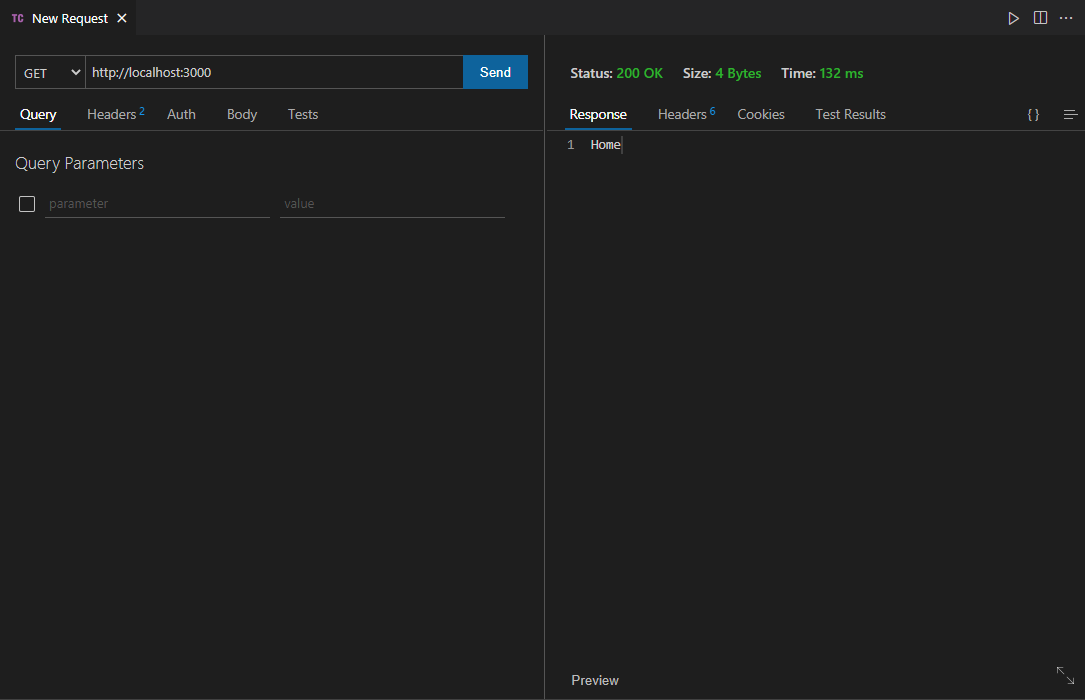 TC New Request
GET http://localhost:3000 Send
Query Headers 2 Auth Body Tests
Query Parameters
parameter value
Status: 200 OK Size: 4 Bytes Time: 132 ms
Response Headers 6 Cookies Test Results { }
1 Home
Preview